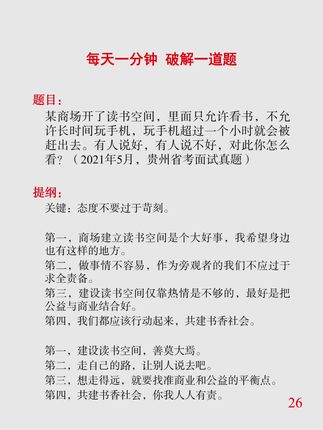 每天一分钟 破解一道题
题目：
某商场开了读书空间，里面只允许看书，不允
许长时间玩手机，玩手机超过一个小时就会被
赶出去。有人说好，有人说不好，对此你怎么
看？（2021年5月，贵州省考面试真题）
提纲：
关键：态度不要过于苛刻。
第一，商场建立读书空间是个大好事，我希望身边
也有这样的地方。
第二，做事情不容易，作为旁观者的我们不应过于
求全责备。
第三，建设读书空间仅靠热情是不够的，最好是把
公益与商业结合好。
第四，我们都应该行动起来，共建书香社会。
第一，建设读书空间，善莫大焉。
第二，走自己的路，让别人说去吧。
第三，想走得远，就要找准商业和公益的平衡点。
第四，共建书香社会，你我人人有责。
26